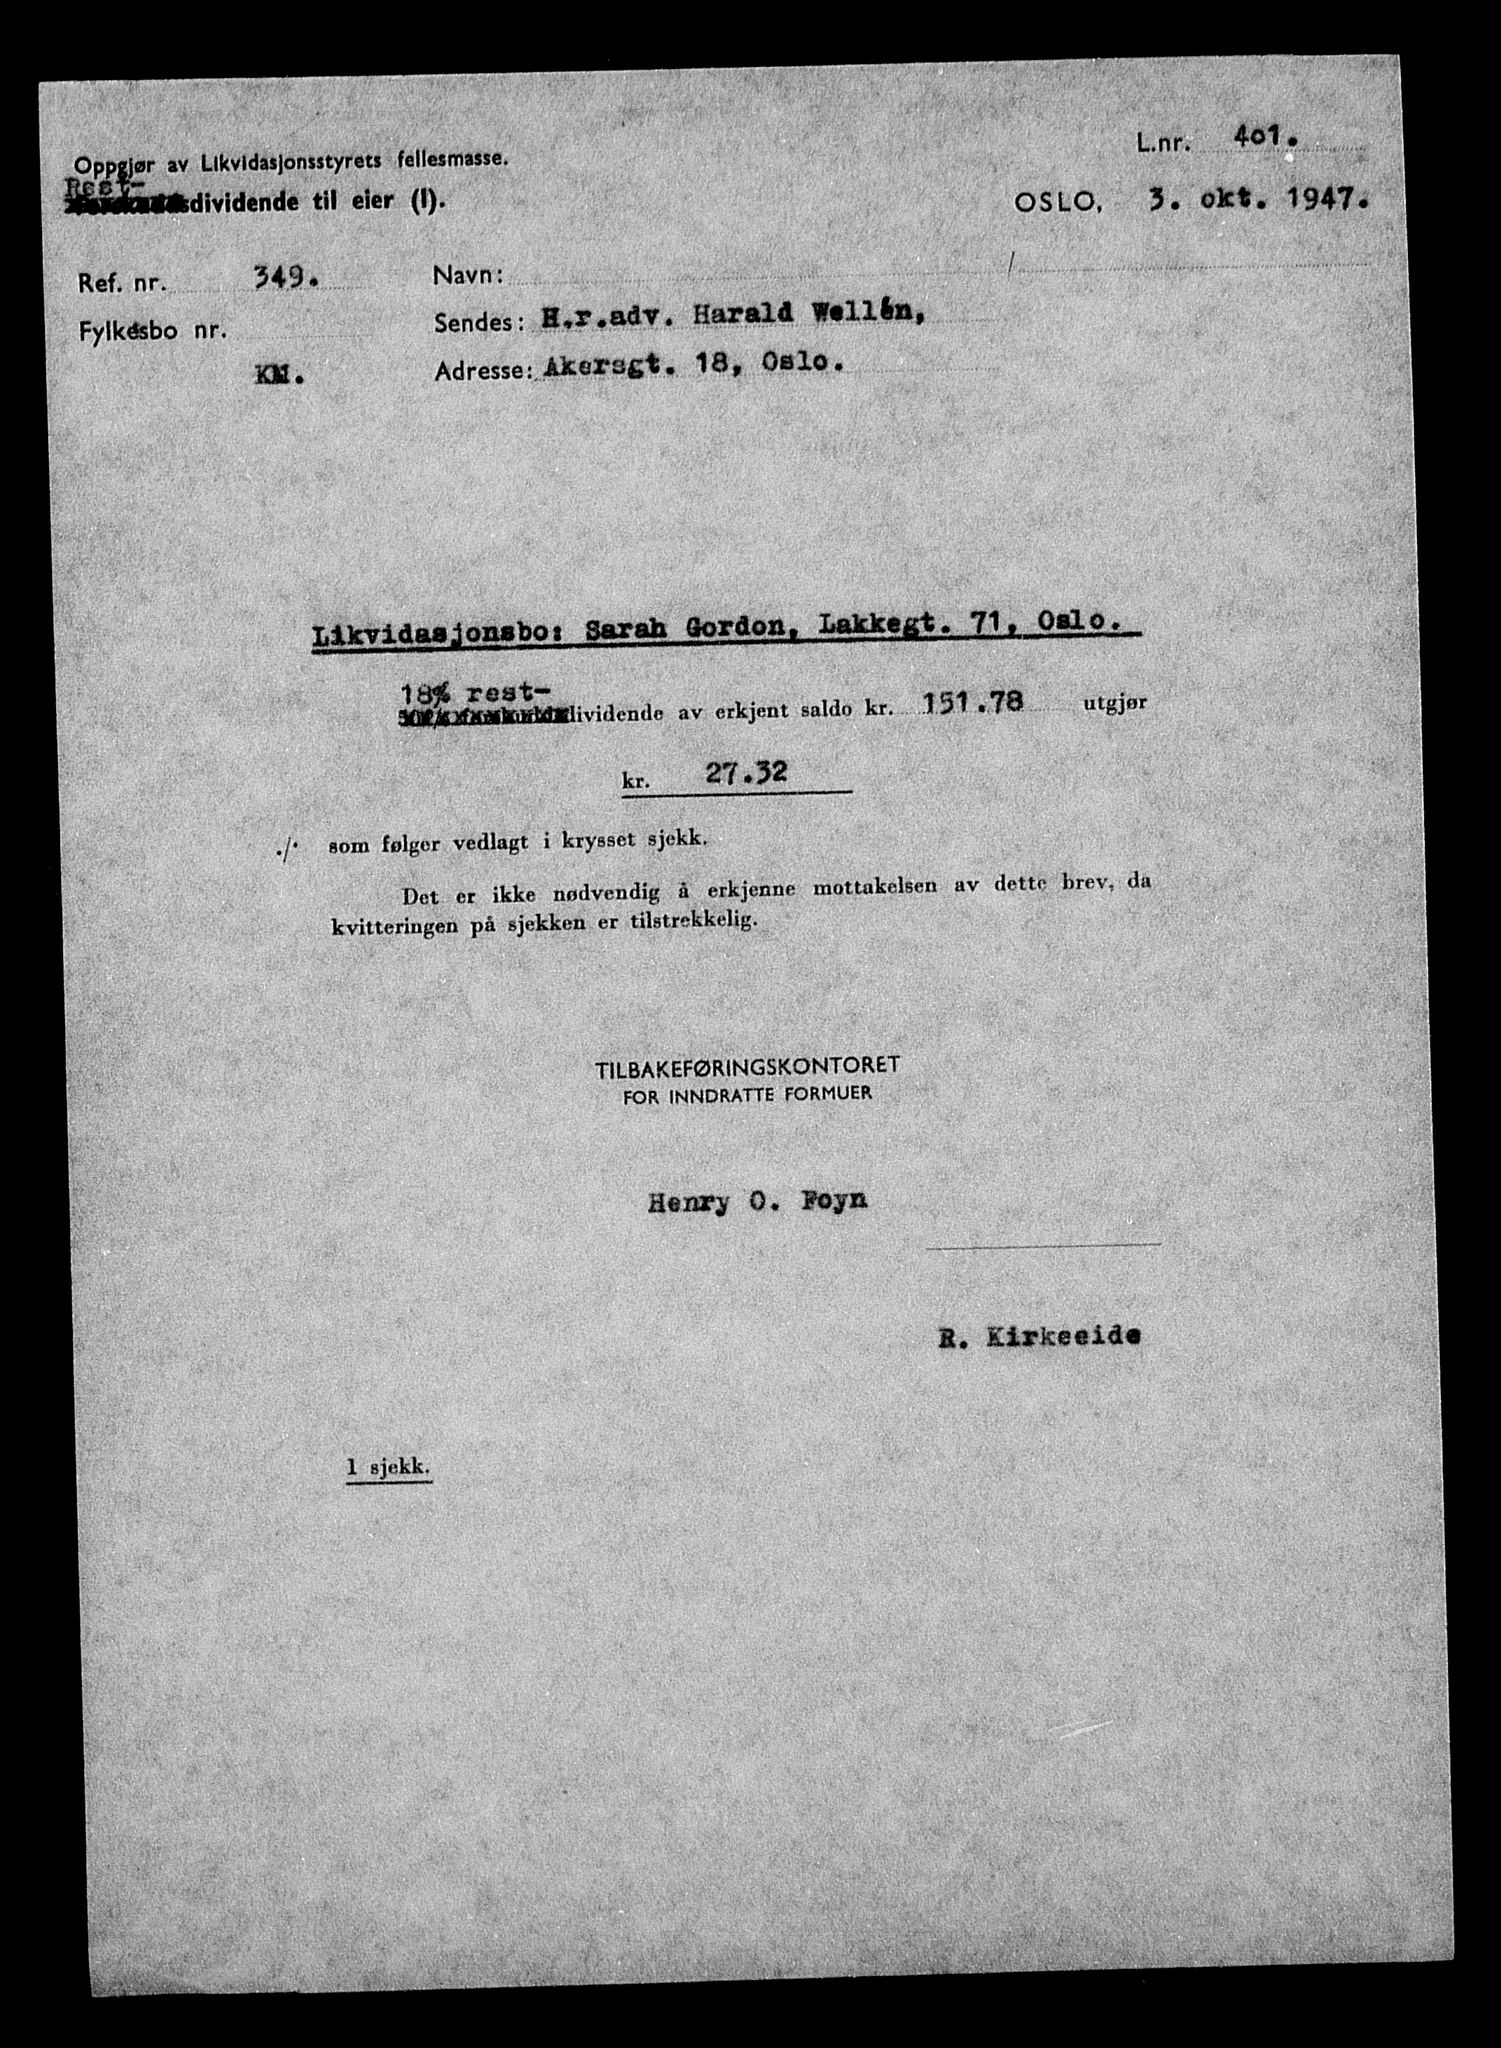 L.nr. 401.
Oppgjør av Likvidasjonsstyrets fellesmasse.
Rest-
dividende til eier (I).
OSLO, 3. okt. 1947.
Ref. nr. 349.
Navn:
Fylkesbo nr.
Sendes: H.r.adv. Harald Wellén,
KM.
Adresse: Akersgt. 18, Oslo.
Likvidasjonsbo: Sarah Gordon, Lakkegt. 71, Oslo.
18% rest-
dividende av erkjent saldo kr. 151.78 utgjør
kr. 27.32
./. som følger vedlagt i krysset sjekk.
Det er ikke nødvendig å erkjenne mottakelsen av dette brev, da
kvitteringen på sjekken er tilstrekkelig.
TILBAKEFØRINGSKONTORET
FOR INNDRATTE FORMUER
Henry O. Foyn
R. Kirkeeide
1 sjekk.